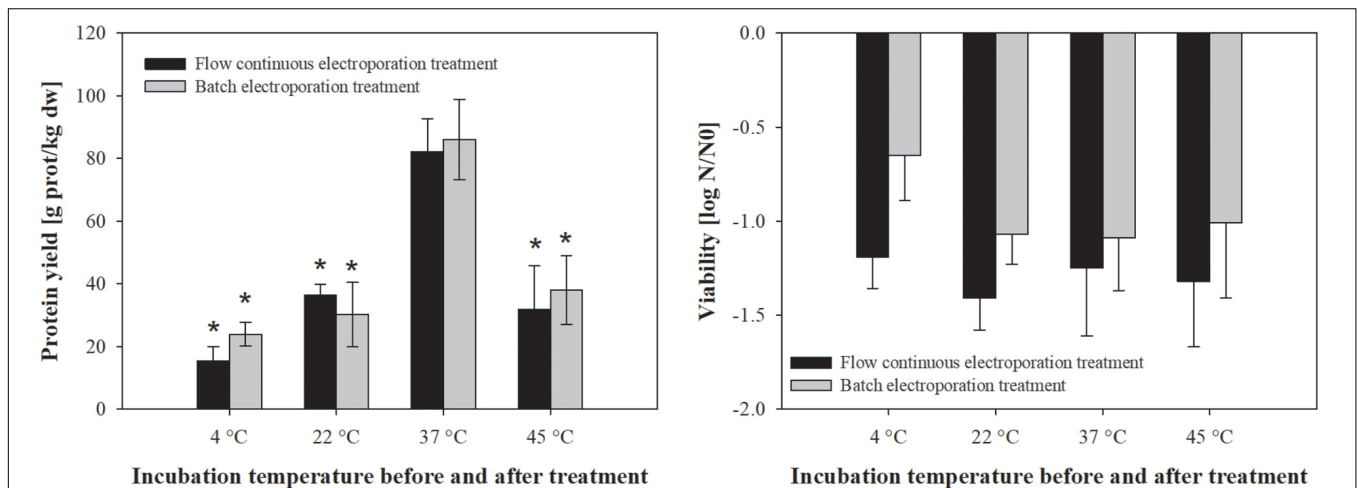 Protein yield [g prot/kg dw]
120
100
80
60
40
20
0
Flow continuous electroporation treatment
Batch electroporation treatment
* *
* *
* *
4 °C 22 °C 37 °C 45 °C
Incubation temperature before and after treatment
Viability [log N/N0]
0.0
-0.5
-1.0
-1.5
-2.0
Flow continuous electroporation treatment
Batch electroporation treatment
4 °C 22 °C 37 °C 45 °C
Incubation temperature before and after treatment